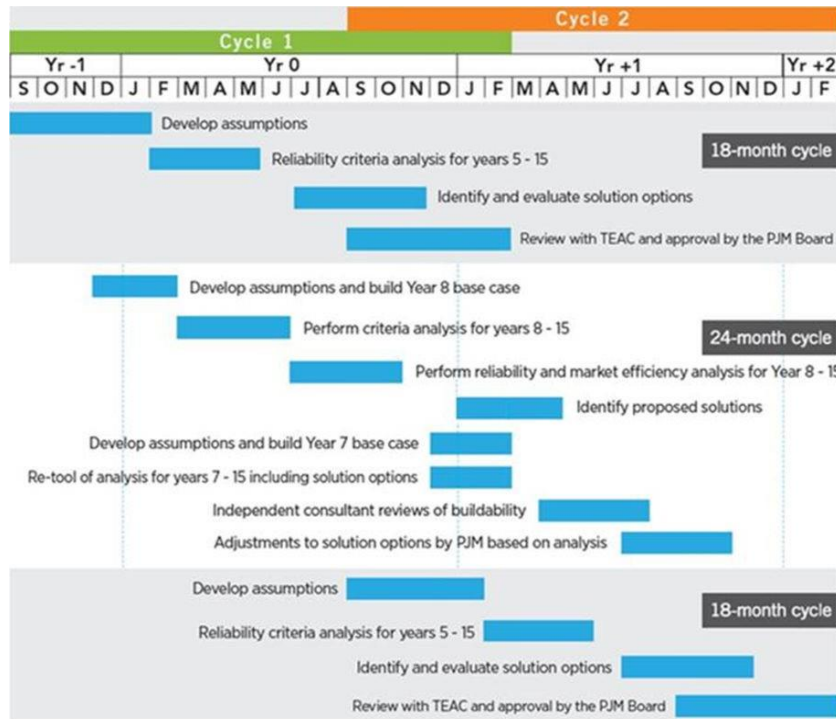 Cycle 2
Cycle 1
Yr -1 Yr 0 Yr +1 Yr +2
S O N D J F M A M J J A S O N D J F M A M J J A S O N D J F
Develop assumptions
18-month cycle
Reliability criteria analysis for years 5 - 15
Identify and evaluate solution options
Review with TEAC and approval by the PJM Board
Develop assumptions and build Year 8 base case
Perform criteria analysis for years 8 - 15
24-month cycle
Perform reliability and market efficiency analysis for Year 8 - 15
Identify proposed solutions
Develop assumptions and build Year 7 base case
Re-tool of analysis for years 7 - 15 including solution options
Independent consultant reviews of buildability
Adjustments to solution options by PJM based on analysis
Develop assumptions
18-month cycle
Reliability criteria analysis for years 5 - 15
Identify and evaluate solution options
Review with TEAC and approval by the PJM Board